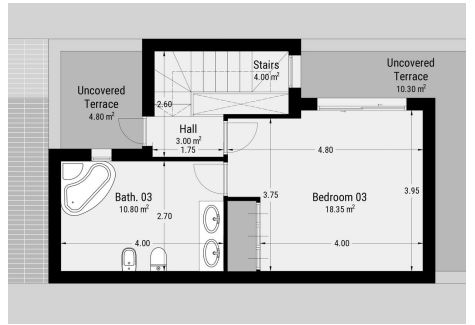 Stairs
4.00 m²
Uncovered
Terrace
10.30 m²
Uncovered
Terrace
4.80 m²
2.60
Hall
3.00 m²
1.75
4.80
Bath. 03
10.80 m²
2.70
3.75
Bedroom 03
18.35 m²
3.95
4.00
4.00